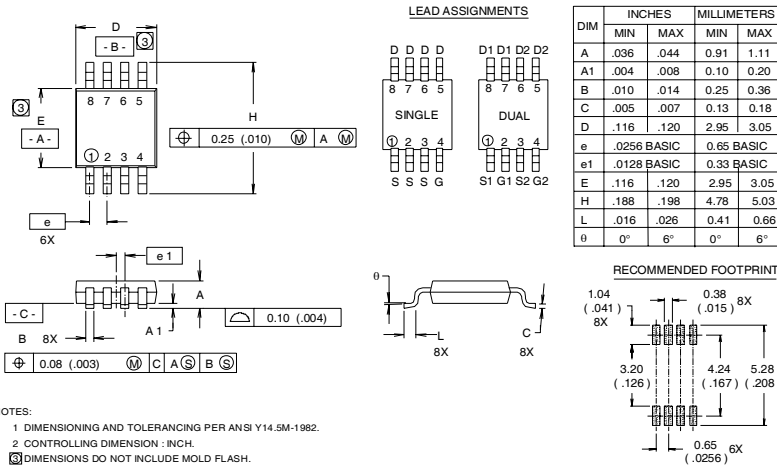 LEAD ASSIGNMENTS
D
- B -
3
8 7 6 5
3
E
- A -
1 2 3 4
H
⌖ 0.25 (.010) Ⓜ A Ⓜ
e
6X
D D D D
8 7 6 5
SINGLE
1 2 3 4
S S S G
D1 D1 D2 D2
8 7 6 5
DUAL
1 2 3 4
S1 G1 S2 G2
DIM INCHES MILLIMETERS
MIN MAX MIN MAX
A .036 .044 0.91 1.11
A1 .004 .008 0.10 0.20
B .010 .014 0.25 0.36
C .005 .007 0.13 0.18
D .116 .120 2.95 3.05
e .0256 BASIC 0.65 BASIC
e1 .0128 BASIC 0.33 BASIC
E .116 .120 2.95 3.05
H .188 .198 4.78 5.03
L .016 .026 0.41 0.66
θ 0° 6° 0° 6°
e 1
A
- C -
B 8X
A 1
⌓ 0.10 (.004)
⌖ 0.08 (.003) Ⓜ C A Ⓢ B Ⓢ
θ
L
8X
C
8X
RECOMMENDED FOOTPRINT
1.04
( .041 )
8X
0.38
( .015 ) 8X
3.20
( .126 )
4.24
( .167 )
5.28
( .208
0.65
( .0256 ) 6X
OTES:
1 DIMENSIONING AND TOLERANCING PER ANSI Y14.5M-1982.
2 CONTROLLING DIMENSION : INCH.
3 DIMENSIONS DO NOT INCLUDE MOLD FLASH.